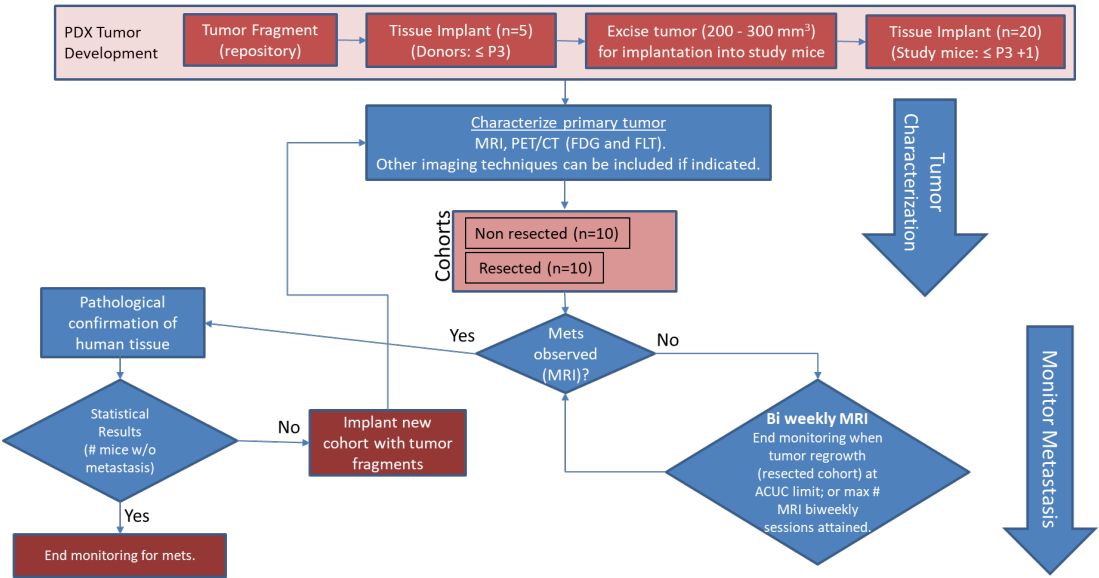 PDX Tumor
Development
Tumor Fragment
(repository)
Tissue Implant (n=5)
(Donors: ≤ P3)
Excise tumor (200 - 300 mm³)
for implantation into study mice
Tissue Implant (n=20)
(Study mice: ≤ P3 +1)
Characterize primary tumor
MRI, PET/CT (FDG and FLT).
Other imaging techniques can be included if indicated.
Tumor
Characterization
Cohorts
Non resected (n=10)
Resected (n=10)
Pathological
confirmation of
human tissue
Yes
Mets
observed
(MRI)?
No
Monitor Metastasis
Statistical
Results
(# mice w/o
metastasis)
No
Implant new
cohort with tumor
fragments
Bi weekly MRI
End monitoring when
tumor regrowth
(resected cohort) at
ACUC limit; or max #
MRI biweekly
sessions attained.
Yes
End monitoring for mets.